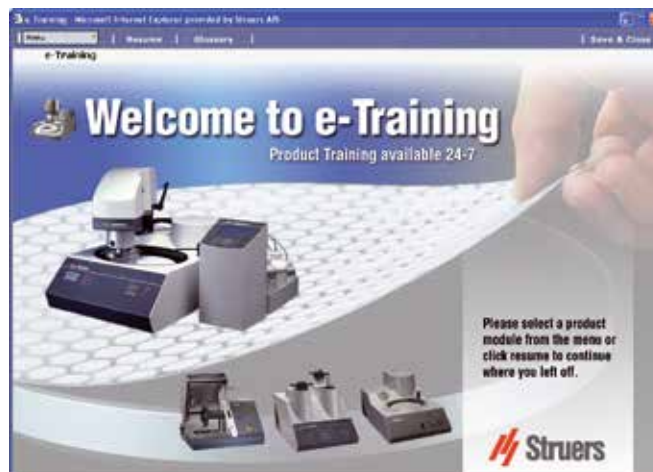 e-Training - Microsoft Internet Explorer provided by Struers A/S
Menu | Resume | Glossary | | Save & Close
e-Training
Welcome to e-Training
Product Training available 24-7
Please select a product
module from the menu or
click resume to continue
where you left off.
Struers